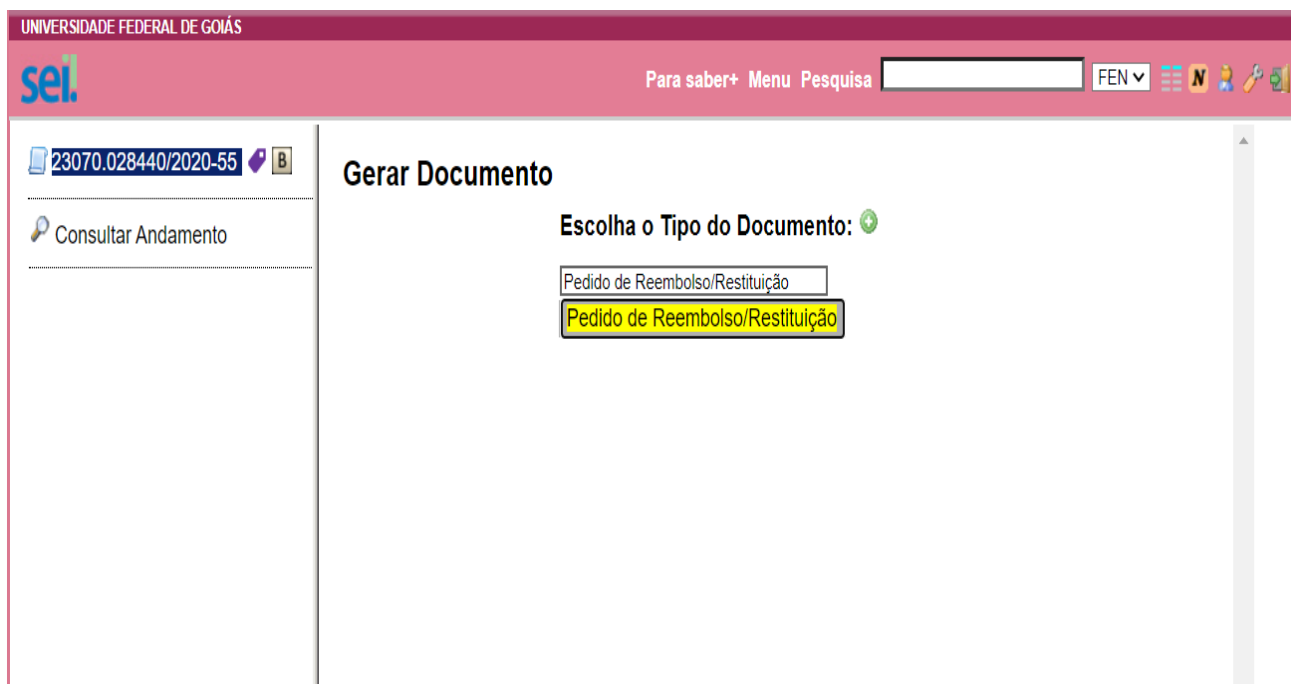 UNIVERSIDADE FEDERAL DE GOIÁS
sei!
Para saber+ Menu Pesquisa FEN N
23070.028440/2020-55 B
Consultar Andamento
Gerar Documento
Escolha o Tipo do Documento:
Pedido de Reembolso/Restituição
Pedido de Reembolso/Restituição